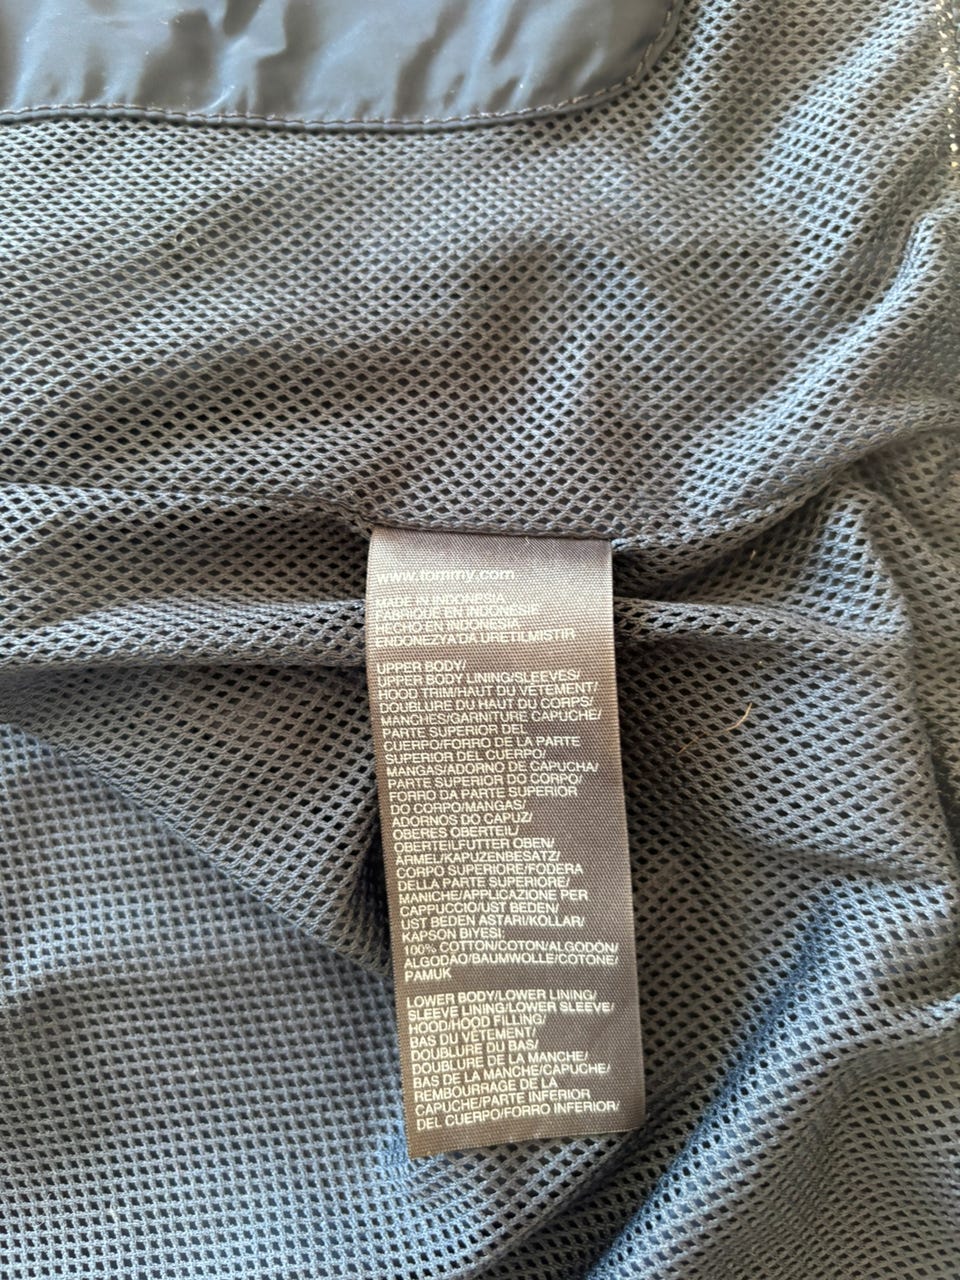 www.tommy.com
MADE IN INDONESIA
FABRIQUE EN INDONESIE
HECHO EN INDONESIA
ENDONEZYA'DA URETILMISTIR
UPPER BODY/
UPPER BODY LINING/SLEEVES/
HOOD TRIM/HAUT DU VÊTEMENT/
DOUBLURE DU HAUT DU CORPS/
MANCHES/GARNITURE CAPUCHE/
PARTE SUPERIOR DEL
CUERPO/FORRO DE LA PARTE
SUPERIOR DEL CUERPO/
MANGAS/ADORNO DE CAPUCHA/
PARTE SUPERIOR DO CORPO/
FORRO DA PARTE SUPERIOR
DO CORPO/MANGAS/
ADORNOS DO CAPUZ/
OBERES OBERTEIL/
OBERTEILFUTTER OBEN/
ÄRMEL/KAPUZENBESATZ/
CORPO SUPERIORE/FODERA
DELLA PARTE SUPERIORE/
MANICHE/APPLICAZIONE PER
CAPPUCCIO/ÜST BEDEN/
ÜST BEDEN ASTARI/KOLLAR/
KAPSON BIYESI:
100% COTTON/COTON/ALGODON/
ALGODÃO/BAUMWOLLE/COTONE/
PAMUK
LOWER BODY/LOWER LINING/
SLEEVE LINING/LOWER SLEEVE/
HOOD/HOOD FILLING/
BAS DU VÊTEMENT/
DOUBLURE DU BAS/
DOUBLURE DE LA MANCHE/
BAS DE LA MANCHE/CAPUCHE/
REMBOURRAGE DE LA
CAPUCHE/PARTE INFERIOR
DEL CUERPO/FORRO INFERIOR/